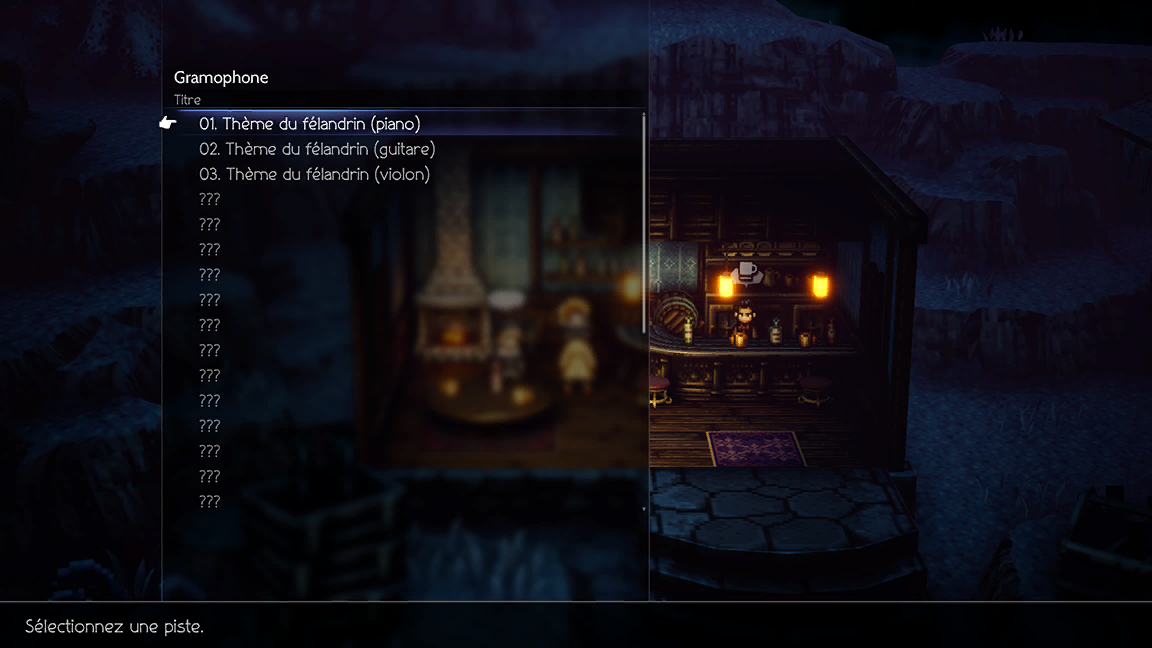 Gramophone
Titre
01. Thème du félandrin (piano)
02. Thème du félandrin (guitare)
03. Thème du félandrin (violon)
???
???
???
???
???
???
???
???
???
???
???
???
???
Sélectionnez une piste.